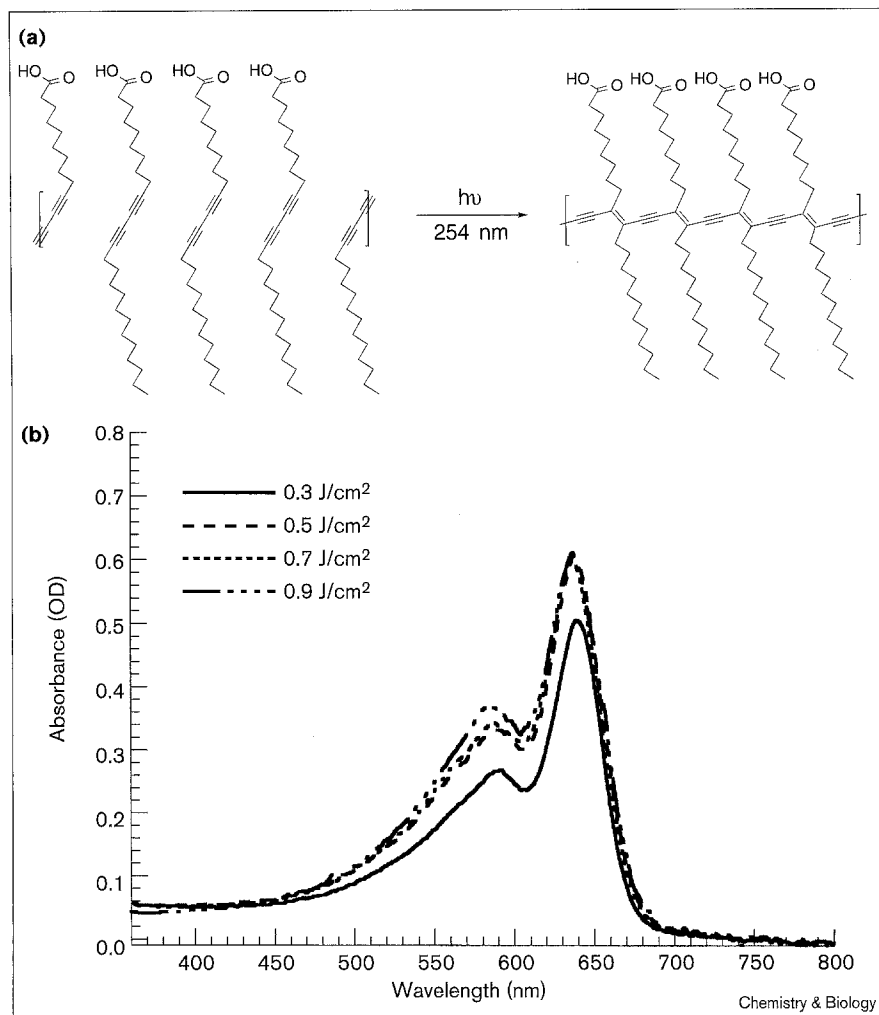 (a)
HO O HO O HO O HO O
HO O HO O HO O HO O
hυ
254 nm
(b)
0.8
0.7
0.6
0.5
0.4
0.3
0.2
0.1
0.0
Absorbance (OD)
0.3 J/cm²
0.5 J/cm²
0.7 J/cm²
0.9 J/cm²
400 450 500 550 600 650 700 750 800
Wavelength (nm)
Chemistry & Biology